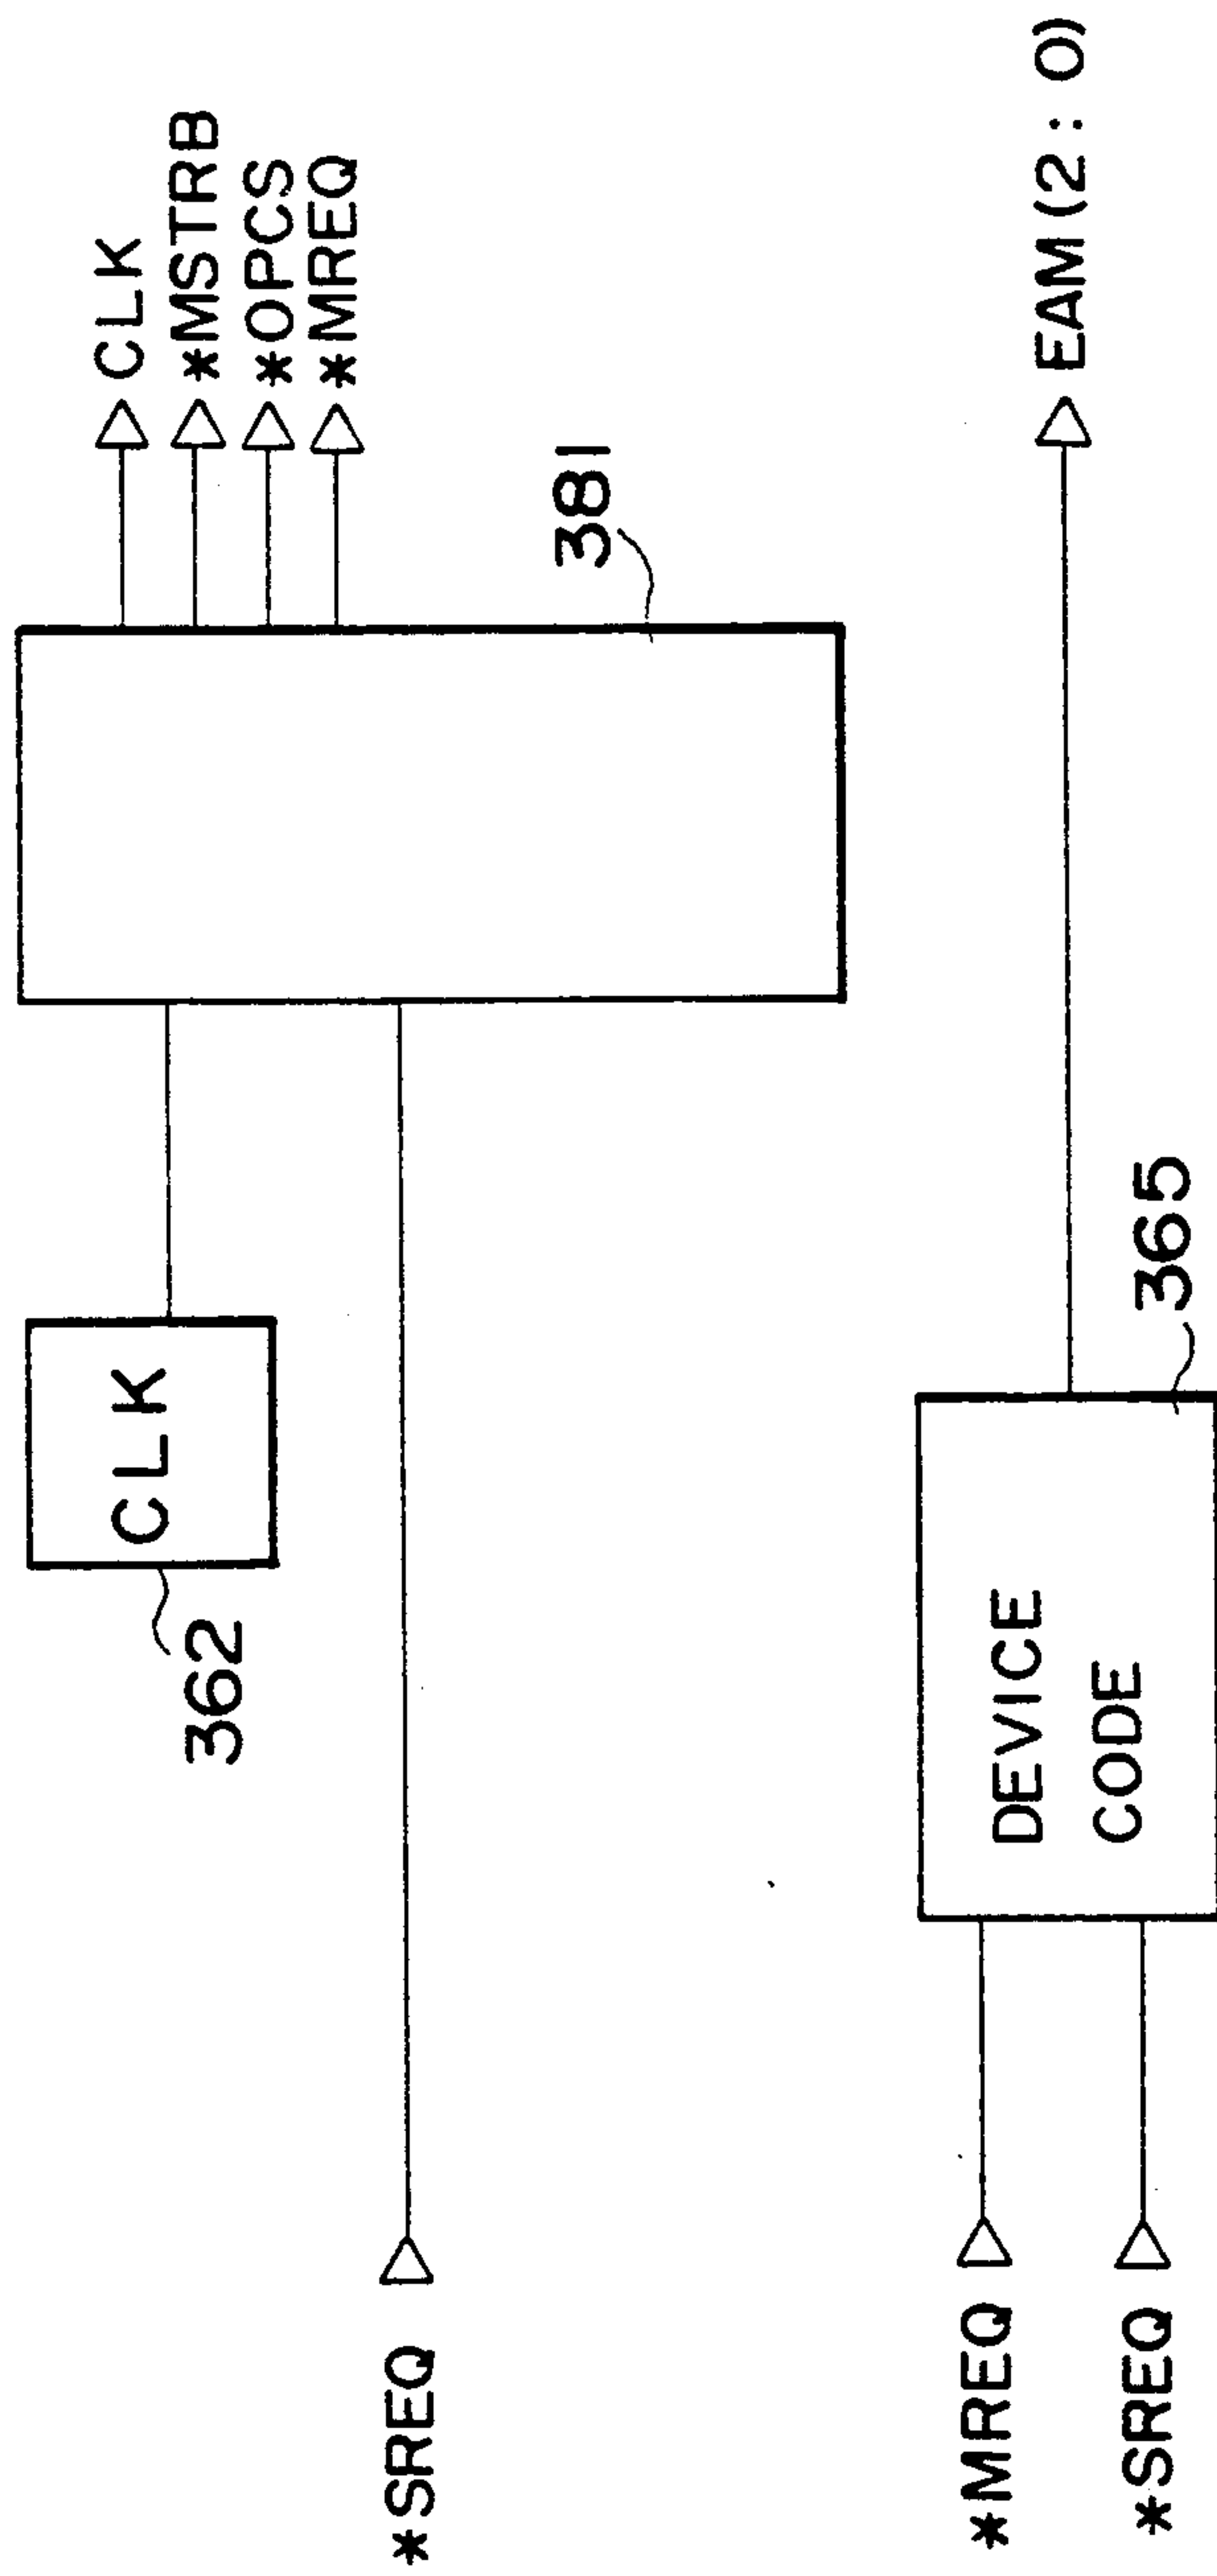 CLK
*MSTRB
*OPCS
*MREQ
381
CLK
362
*SREQ
EAM (2 : 0)
365
DEVICE
CODE
*MREQ
*SREQ